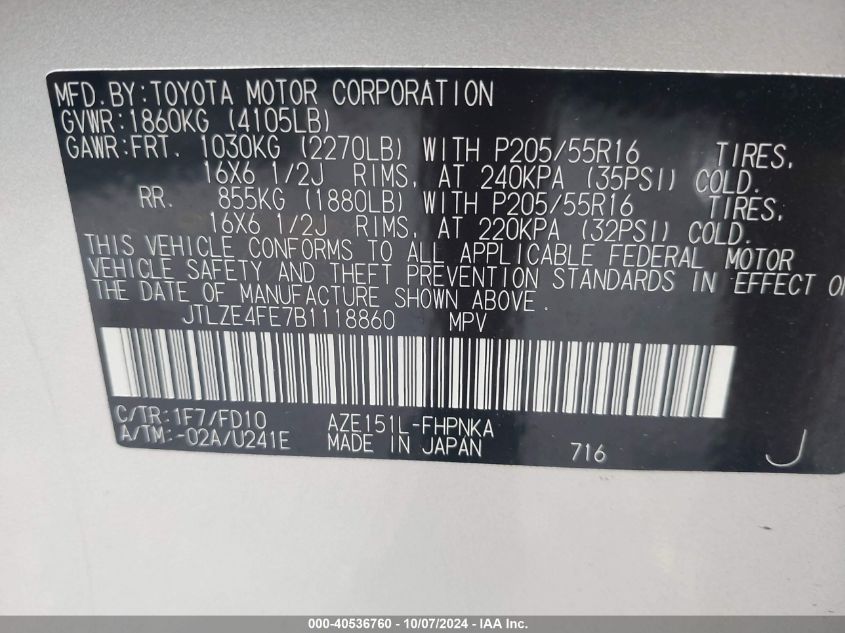 MFD.BY:TOYOTA MOTOR CORPORATION
GVWR:1860KG (4105LB)
GAWR:FRT. 1030KG (2270LB) WITH P205/55R16 TIRES,
16X6 1/2J RIMS, AT 240KPA (35PSI) COLD.
RR. 855KG (1880LB) WITH P205/55R16 TIRES,
16X6 1/2J RIMS, AT 220KPA (32PSI) COLD.
THIS VEHICLE CONFORMS TO ALL APPLICABLE FEDERAL MOTOR
VEHICLE SAFETY AND THEFT PREVENTION STANDARDS IN EFFECT ON
THE DATE OF MANUFACTURE SHOWN ABOVE.
JTLZE4FE7B1118860 MPV
C/TR:1F7/FD10 AZE151L-FHPNKA
A/TM:-02A/U241E MADE IN JAPAN 716 J
000-40536760 - 10/07/2024 - IAA Inc.